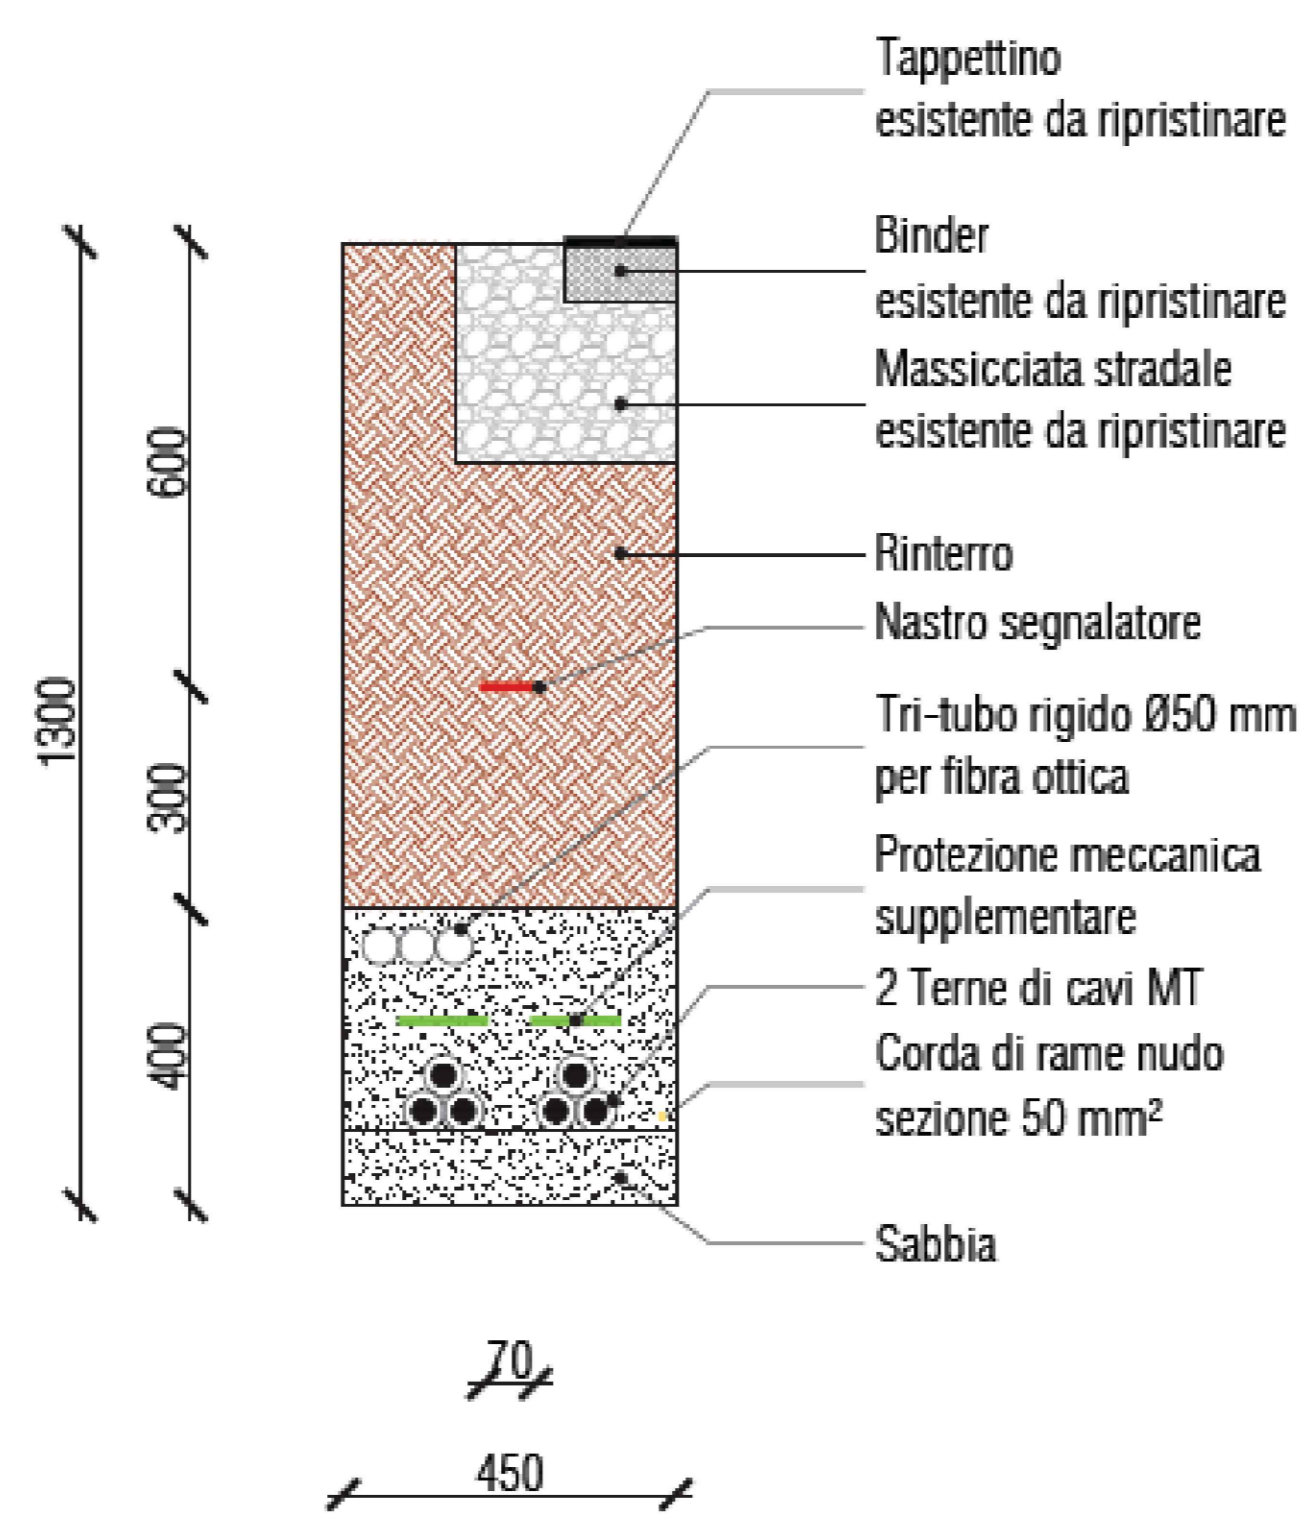 Tappettino
esistente da ripristinare
Binder
esistente da ripristinare
Massicciata stradale
esistente da ripristinare
Rinterro
Nastro segnalatore
Tri-tubo rigido Ø50 mm
per fibra ottica
Protezione meccanica
supplementare
2 Terne di cavi MT
Corda di rame nudo
sezione 50 mm²
Sabbia
1300
600
300
400
70
450